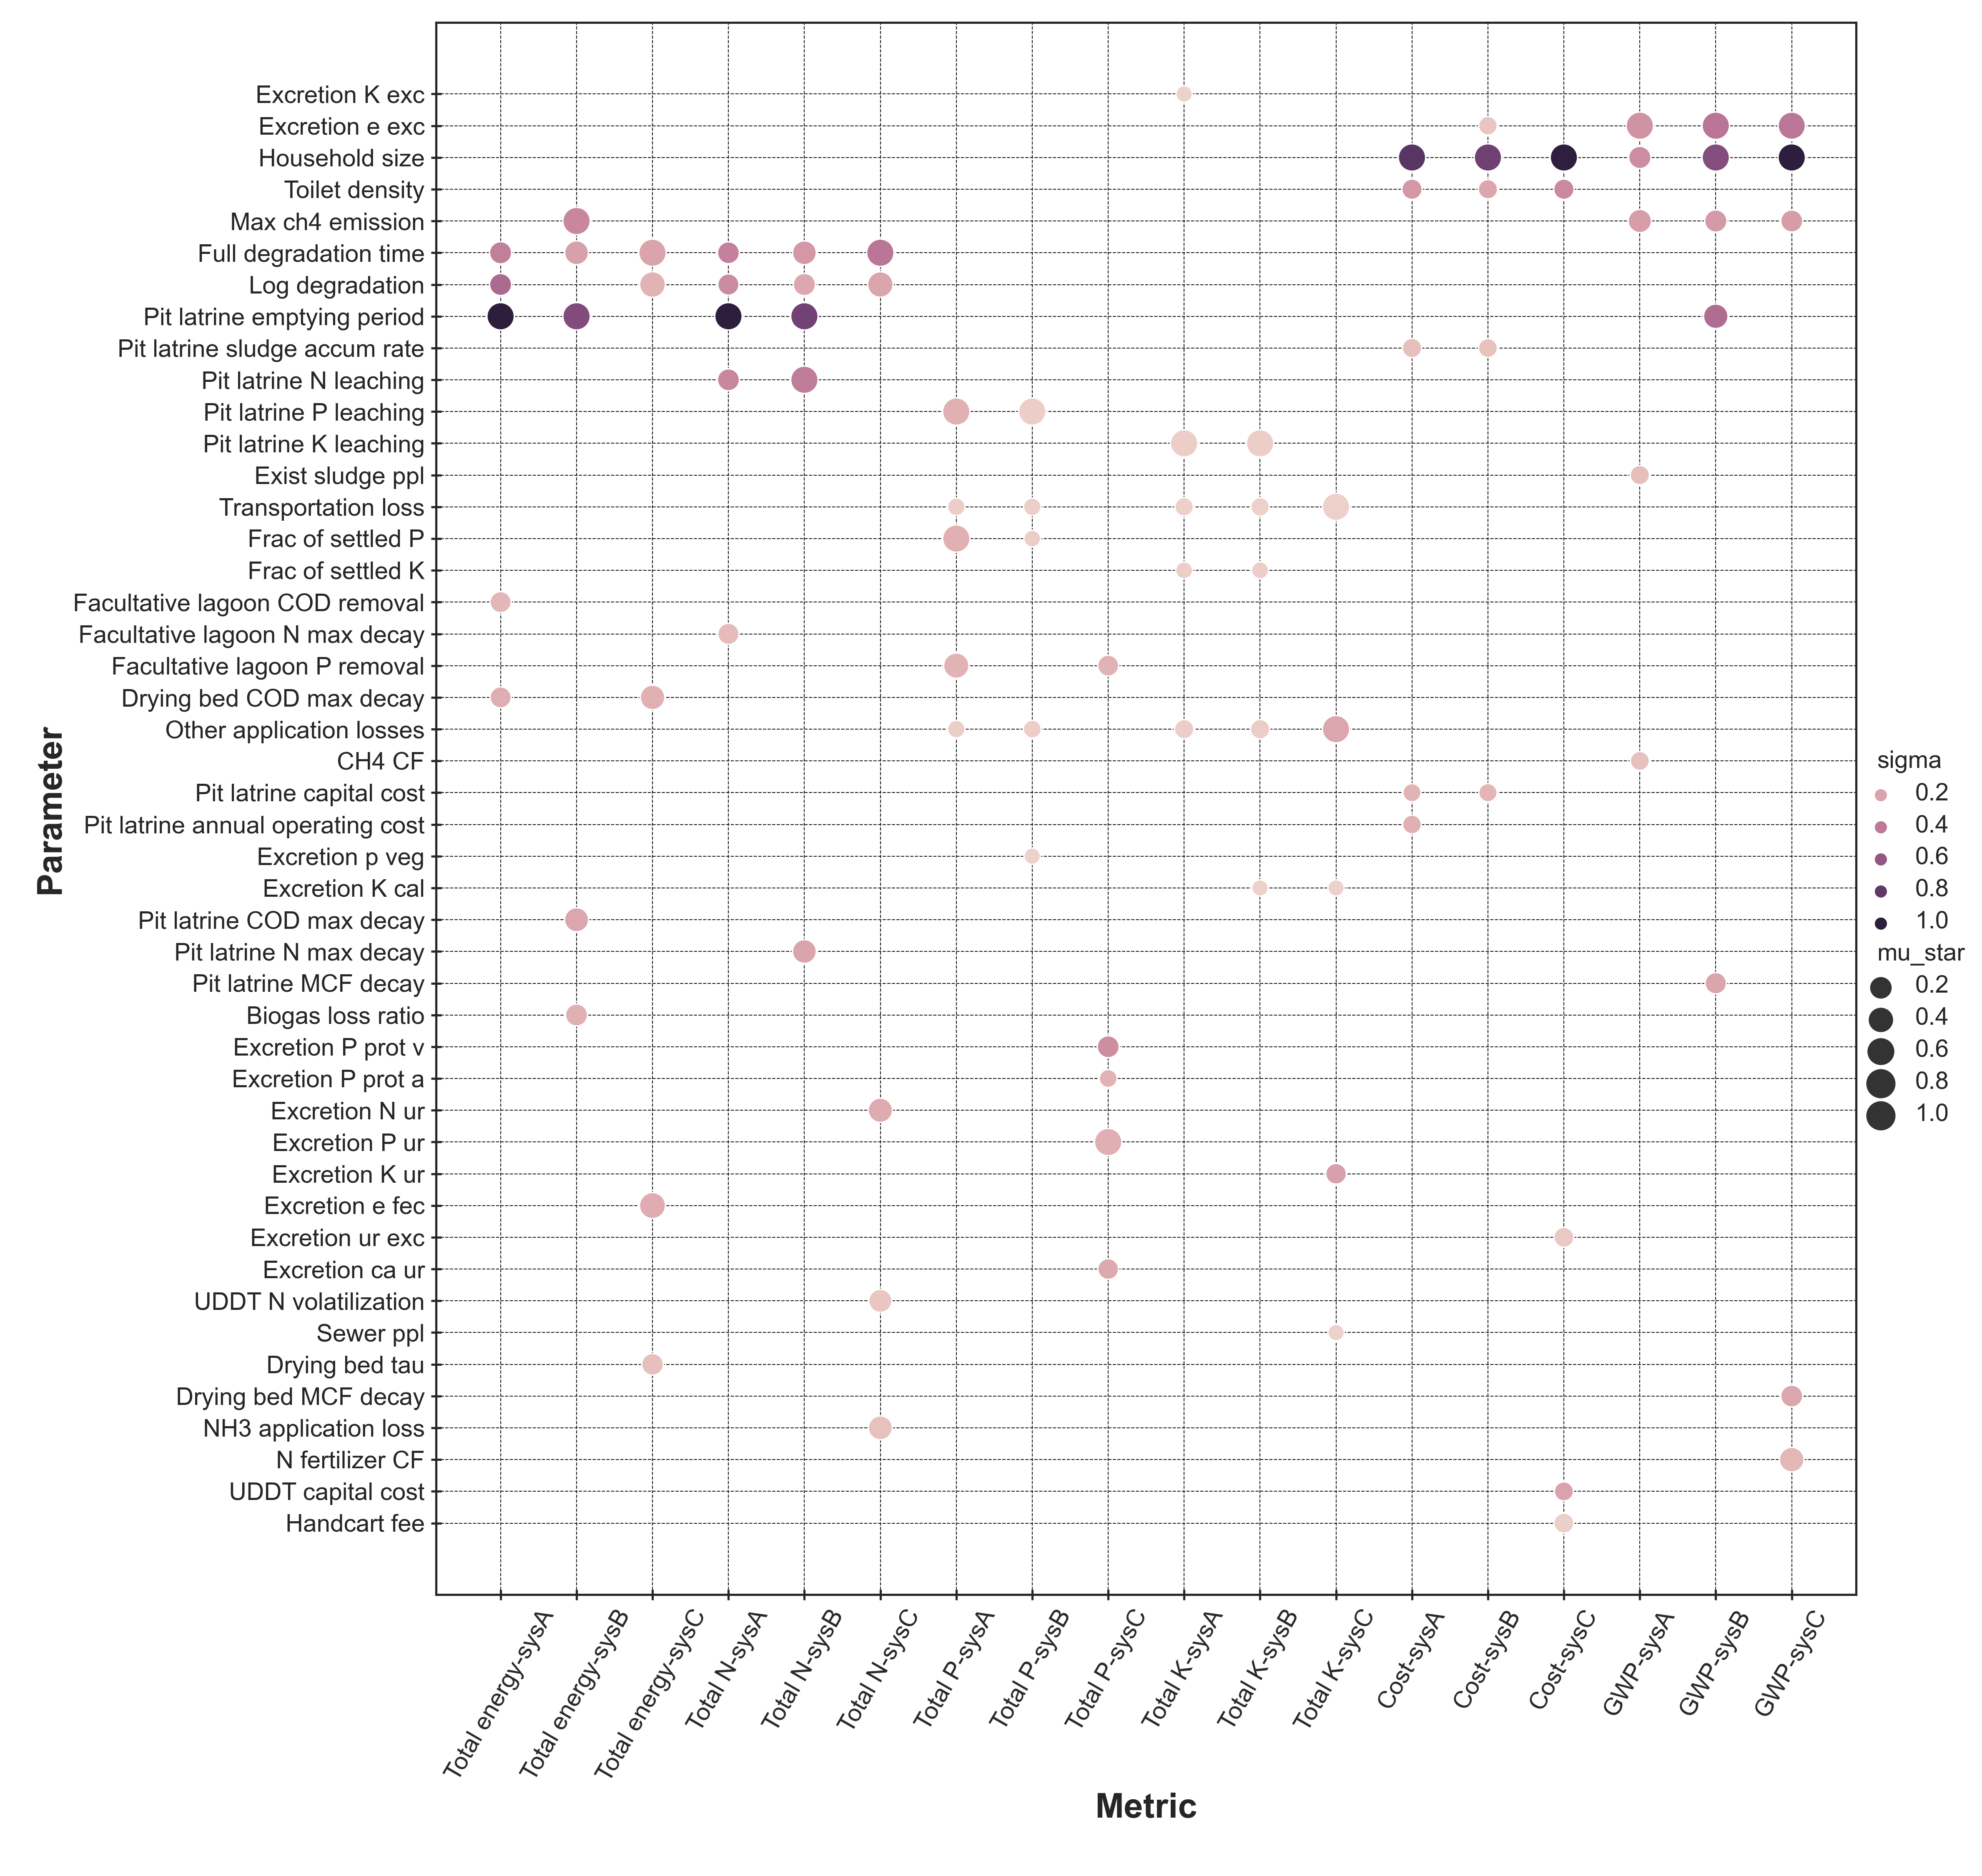 Excretion K exc
Excretion e exc
Household size
Toilet density
Max ch4 emission
Full degradation time
Log degradation
Pit latrine emptying period
Pit latrine sludge accum rate
Pit latrine N leaching
Pit latrine P leaching
Pit latrine K leaching
Exist sludge ppl
Transportation loss
Frac of settled P
Frac of settled K
Facultative lagoon COD removal
Facultative lagoon N max decay
Facultative lagoon P removal
Drying bed COD max decay
Other application losses
CH4 CF
Pit latrine capital cost
Pit latrine annual operating cost
Excretion p veg
Excretion K cal
Pit latrine COD max decay
Pit latrine N max decay
Pit latrine MCF decay
Biogas loss ratio
Excretion P prot v
Excretion P prot a
Excretion N ur
Excretion P ur
Excretion K ur
Excretion e fec
Excretion ur exc
Excretion ca ur
UDDT N volatilization
Sewer ppl
Drying bed tau
Drying bed MCF decay
NH3 application loss
N fertilizer CF
UDDT capital cost
Handcart fee
Parameter
sigma
0.2
0.4
0.6
0.8
1.0
mu_star
0.2
0.4
0.6
0.8
1.0
Total energy-sysA
Total energy-sysB
Total energy-sysC
Total N-sysA
Total N-sysB
Total N-sysC
Total P-sysA
Total P-sysB
Total P-sysC
Total K-sysA
Total K-sysB
Total K-sysC
Cost-sysA
Cost-sysB
Cost-sysC
GWP-sysA
GWP-sysB
GWP-sysC
Metric